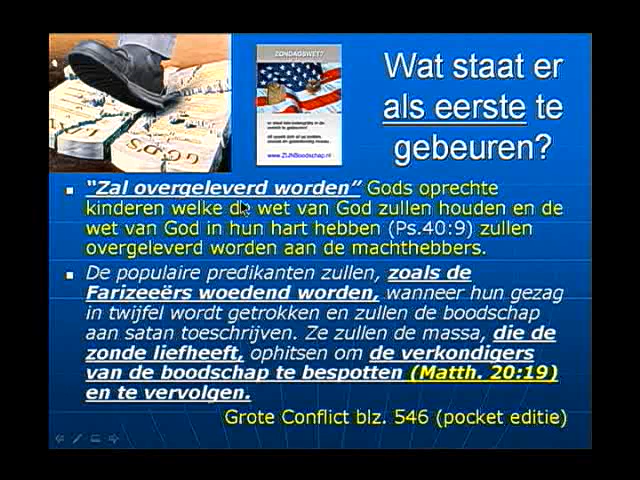 Wat staat er
als eerste te
gebeuren?
ZONDAGSWET?
www.ZIJNBoodschap.nl
"Zal overgeleverd worden" Gods oprechte
kinderen welke de wet van God zullen houden en de
wet van God in hun hart hebben (Ps.40:9) zullen
overgeleverd worden aan de machthebbers.
De populaire predikanten zullen, zoals de
Farizeeërs woedend worden, wanneer hun gezag
in twijfel wordt getrokken en zullen de boodschap
aan satan toeschrijven. Ze zullen de massa, die de
zonde liefheeft, ophitsen om de verkondigers
van de boodschap te bespotten (Matth. 20:19)
en te vervolgen.
Grote Conflict blz. 546 (pocket editie)